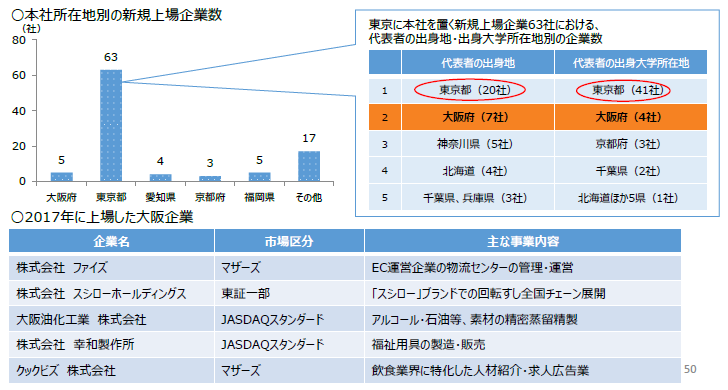 ○本社所在地別の新規上場企業数
（社）
80
60
40
20
0
5
63
4
3
5
17
大阪府 東京都 愛知県 京都府 福岡県 その他
東京に本社を置く新規上場企業63社における、
代表者の出身地・出身大学所在地別の企業数
代表者の出身地 代表者の出身大学所在地
1 東京都（20社） 東京都（41社）
2 大阪府（7社） 大阪府（4社）
3 神奈川県（5社） 京都府（3社）
4 北海道（4社） 千葉県（2社）
5 千葉県、兵庫県（3社） 北海道ほか5県（1社）
○2017年に上場した大阪企業
企業名 市場区分 主な事業内容
株式会社 ファイズ マザーズ EC運営企業の物流センターの管理・運営
株式会社 スシローホールディングス 東証一部 「スシロー」ブランドでの回転すし全国チェーン展開
大阪油化工業 株式会社 JASDAQスタンダード アルコール・石油等、素材の精密蒸留精製
株式会社 幸和製作所 JASDAQスタンダード 福祉用具の製造・販売
クックビズ 株式会社 マザーズ 飲食業界に特化した人材紹介・求人広告業
50